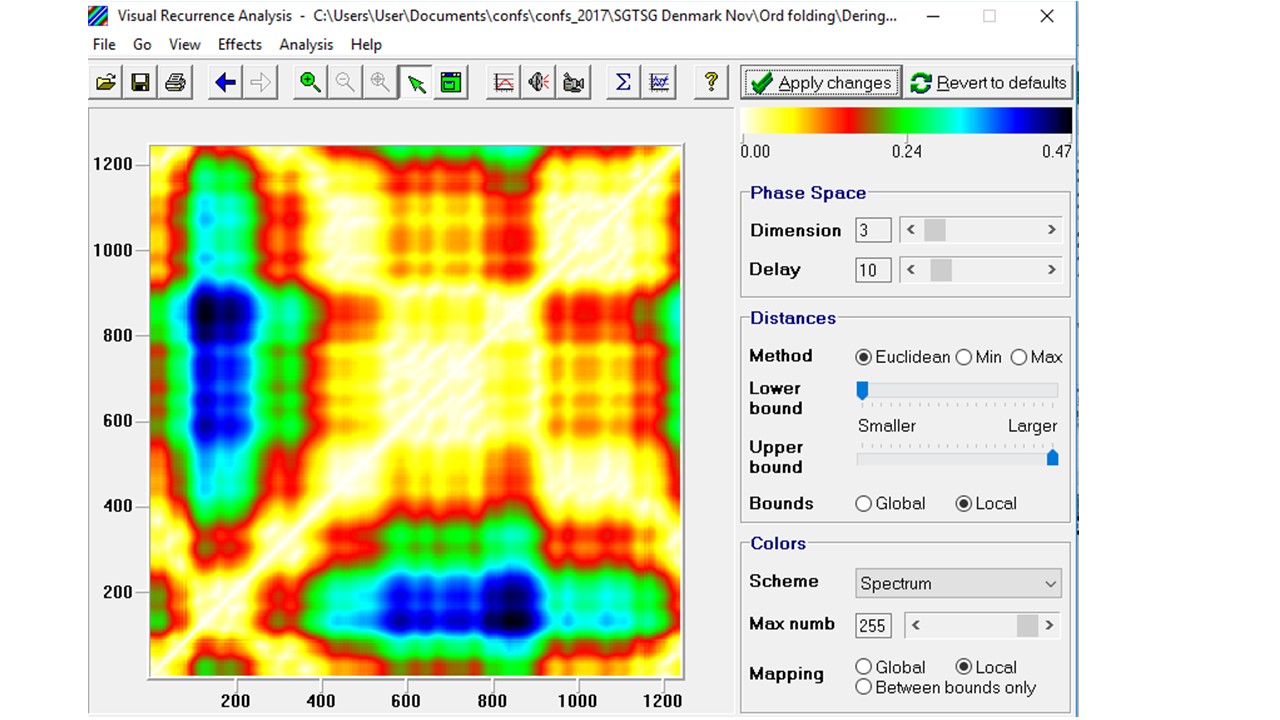 Visual Recurrence Analysis - C:\Users\User\Documents\confs\confs_2017\SGTSG Denmark Nov\Ord folding\Dering...
File Go View Effects Analysis Help
Apply changes Revert to defaults
0.00 0.24 0.47
Phase Space
Dimension 3
Delay 10
Distances
Method Euclidean Min Max
Lower bound
Smaller Larger
Upper bound
Bounds Global Local
Colors
Scheme Spectrum
Max numb 255
Mapping Global Local
Between bounds only
1200
1000
800
600
400
200
200 400 600 800 1000 1200